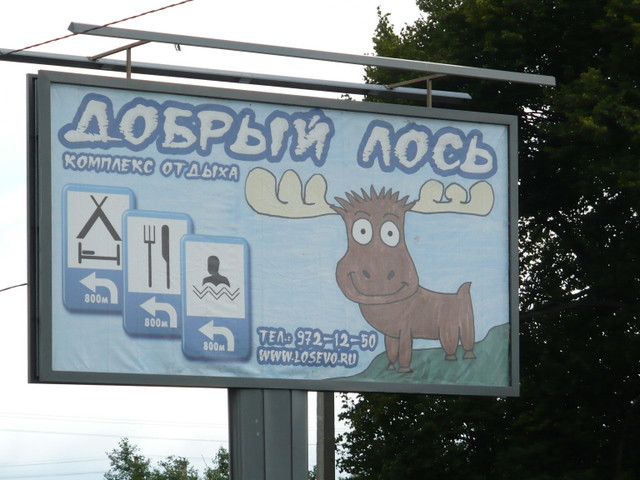 ДОБРЫЙ ЛОСЬ
КОМПЛЕКС ОТДЫХА
800м
800м
800м
ТЕЛ.: 972-12-50
WWW.LOSEVO.RU